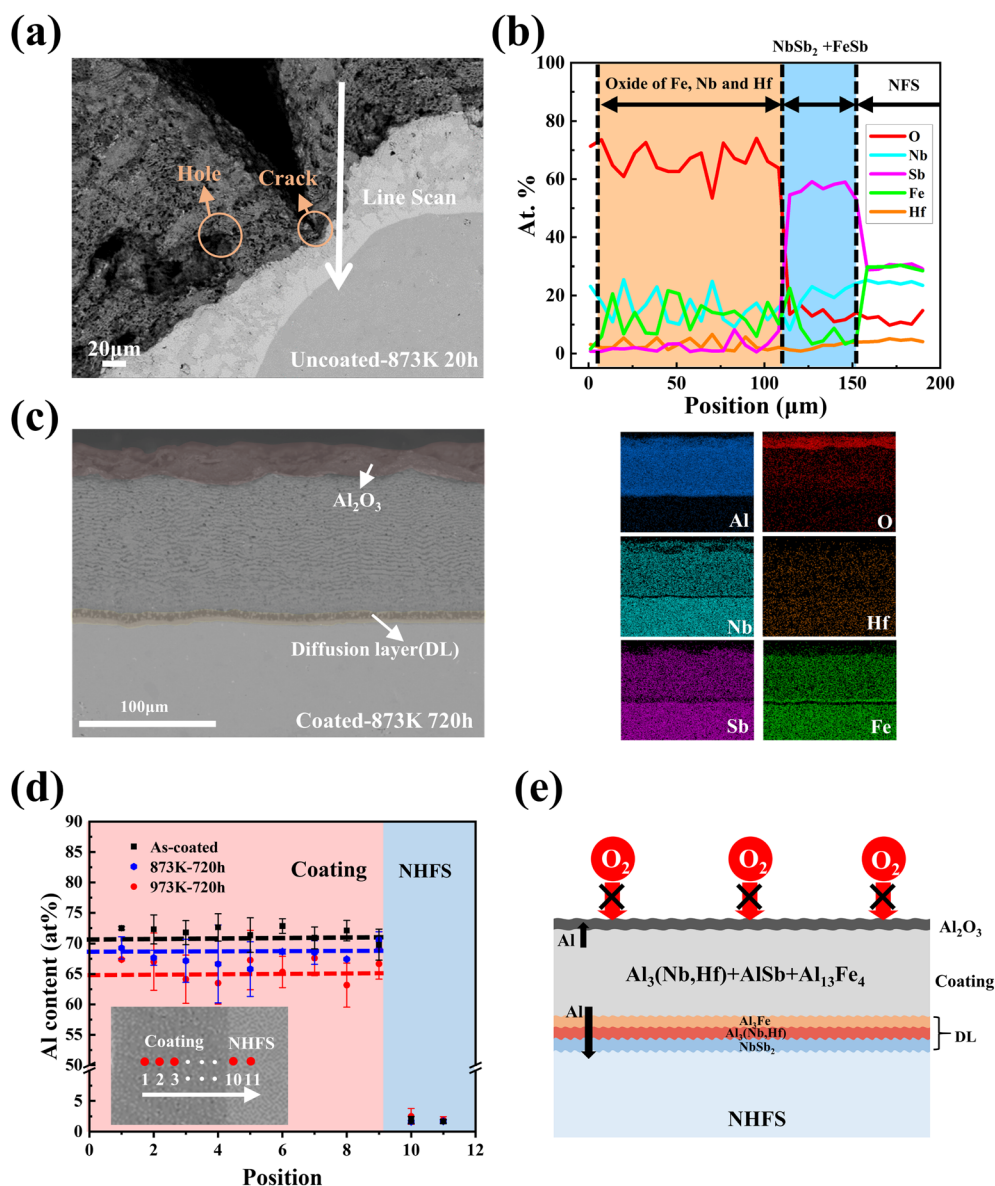 (a)
Hole
Crack
Line Scan
20μm
Uncoated-873K 20h
(b)
NbSb₂ +FeSb
Oxide of Fe, Nb and Hf
NFS
O
Nb
Sb
Fe
Hf
100
80
60
40
20
0
At. %
0 50 100 150 200
Position (μm)
(c)
Al₂O₃
Diffusion layer(DL)
100μm
Coated-873K 720h
Al
O
Nb
Hf
Sb
Fe
(d)
As-coated
873K-720h
973K-720h
Coating
NHFS
90
85
80
75
70
65
60
55
50
5
0
Al content (at%)
Coating NHFS
1 2 3 10 11
0 2 4 6 8 10 12
Position
(e)
O₂ O₂ O₂
Al
Al₂O₃
Al₃(Nb,Hf)+AlSb+Al₁₃Fe₄
Coating
Al
Al₃Fe
Al₃(Nb,Hf)
DL
NbSb₂
NHFS